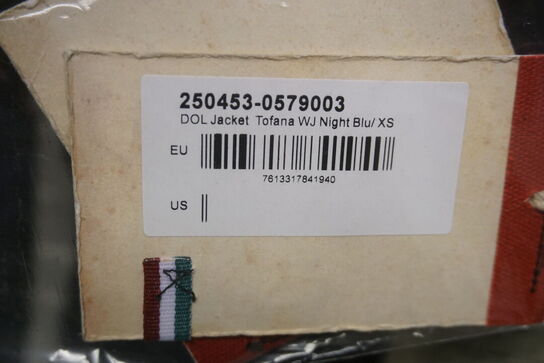 250453-0579003
DOL Jacket Tofana WJ Night Blu/ XS
EU
7613317841940
US